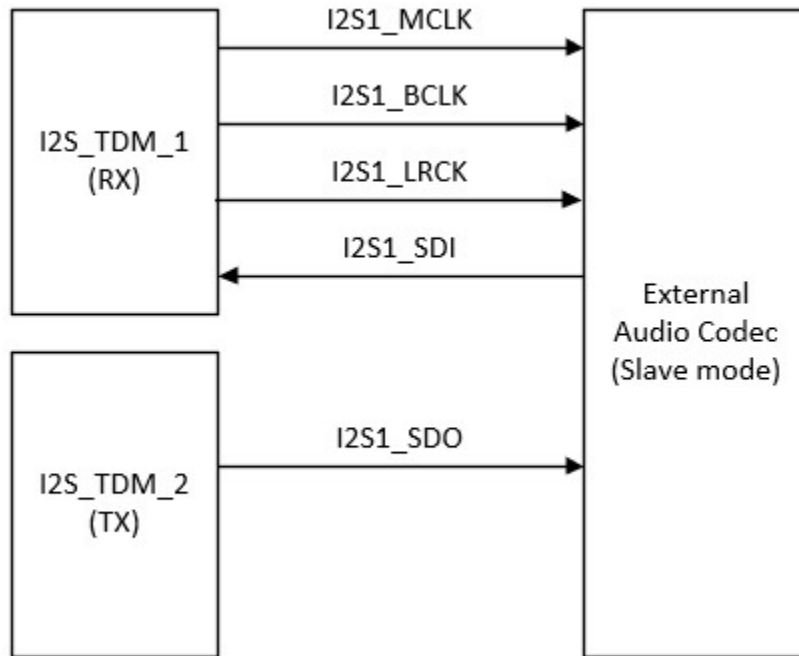 I2S1_MCLK
I2S1_BCLK
I2S_TDM_1
(RX)
I2S1_LRCK
I2S1_SDI
External
Audio Codec
(Slave mode)
I2S1_SDO
I2S_TDM_2
(TX)